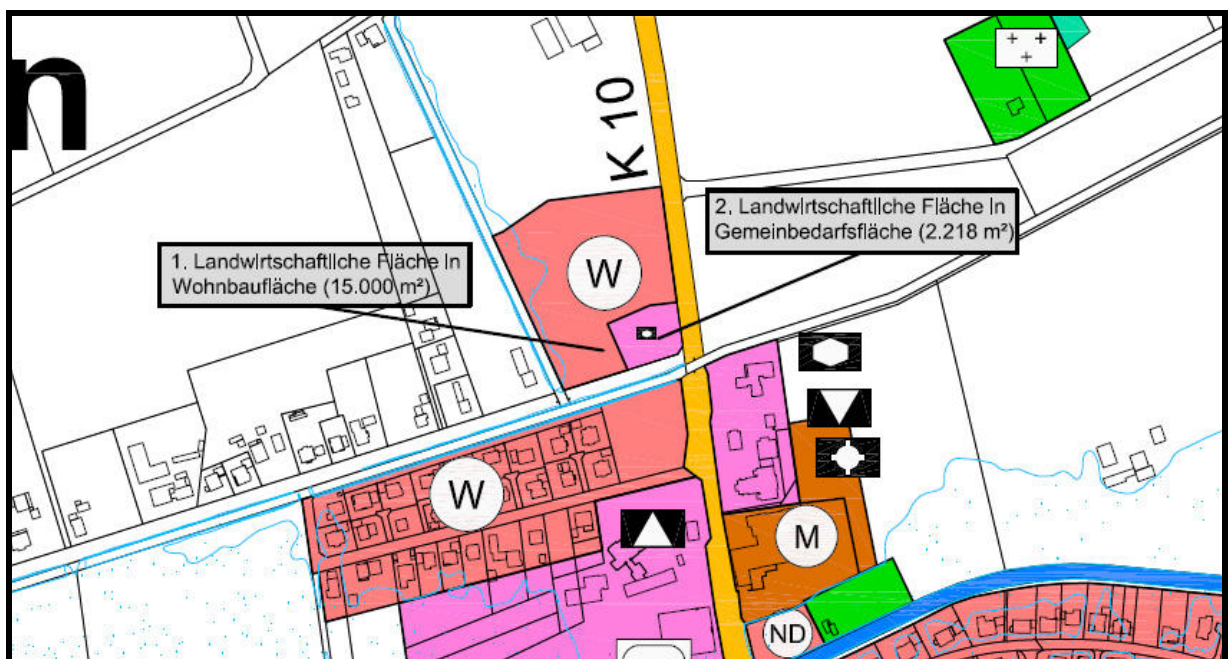 n
K 10
2. Landwirtschaftliche Fläche in
Gemeinbedarfsfläche (2.218 m²)
1. Landwirtschaftliche Fläche in
Wohnbaufläche (15.000 m²)
W
W
M
ND